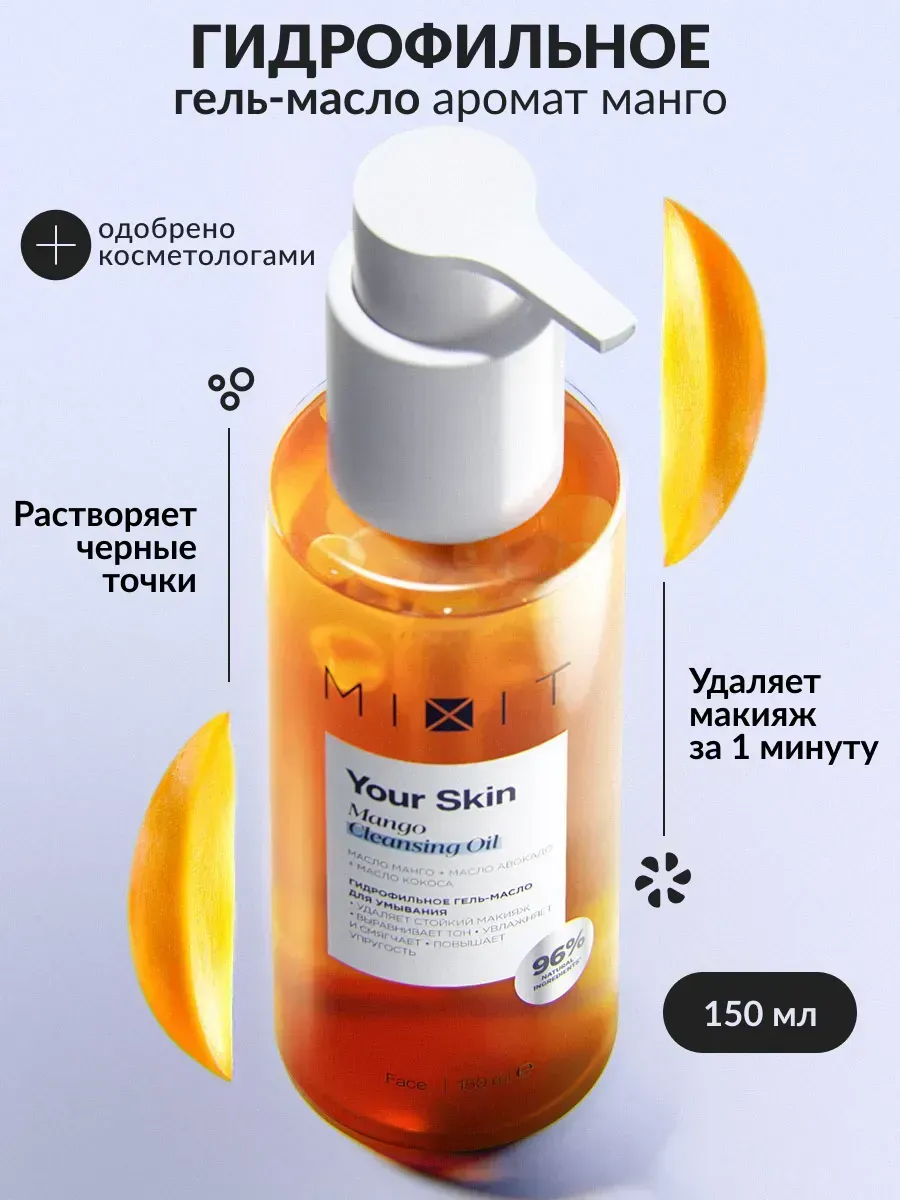 ГИДРОФИЛЬНОЕ
гель-масло аромат манго
одобрено
косметологами
Растворяет
черные
точки
Удаляет
макияж
за 1 минуту
MIXIT
Your Skin
Mango
Cleansing Oil
МАСЛО МАНГО + МАСЛО АВОКАДО
+ МАСЛО КОКОСА
ГИДРОФИЛЬНОЕ ГЕЛЬ-МАСЛО
ДЛЯ УМЫВАНИЯ
• УДАЛЯЕТ СТОЙКИЙ МАКИЯЖ
• ВЫРАВНИВАЕТ ТОН • УВЛАЖНЯЕТ
И СМЯГЧАЕТ • ПОВЫШАЕТ
УПРУГОСТЬ
96%
NATURAL
INGREDIENTS*
150 мл
Face | 150 ml ℮